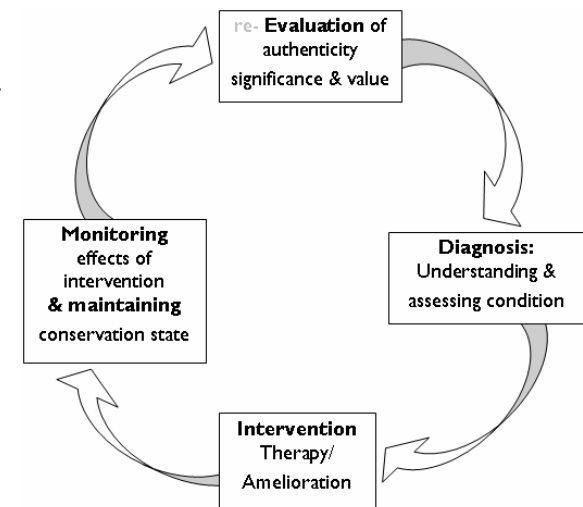 re- Evaluation of
authenticity
significance & value
Diagnosis:
Understanding &
assessing condition
Intervention
Therapy/
Amelioration
Monitoring
effects of
intervention
& maintaining
conservation state